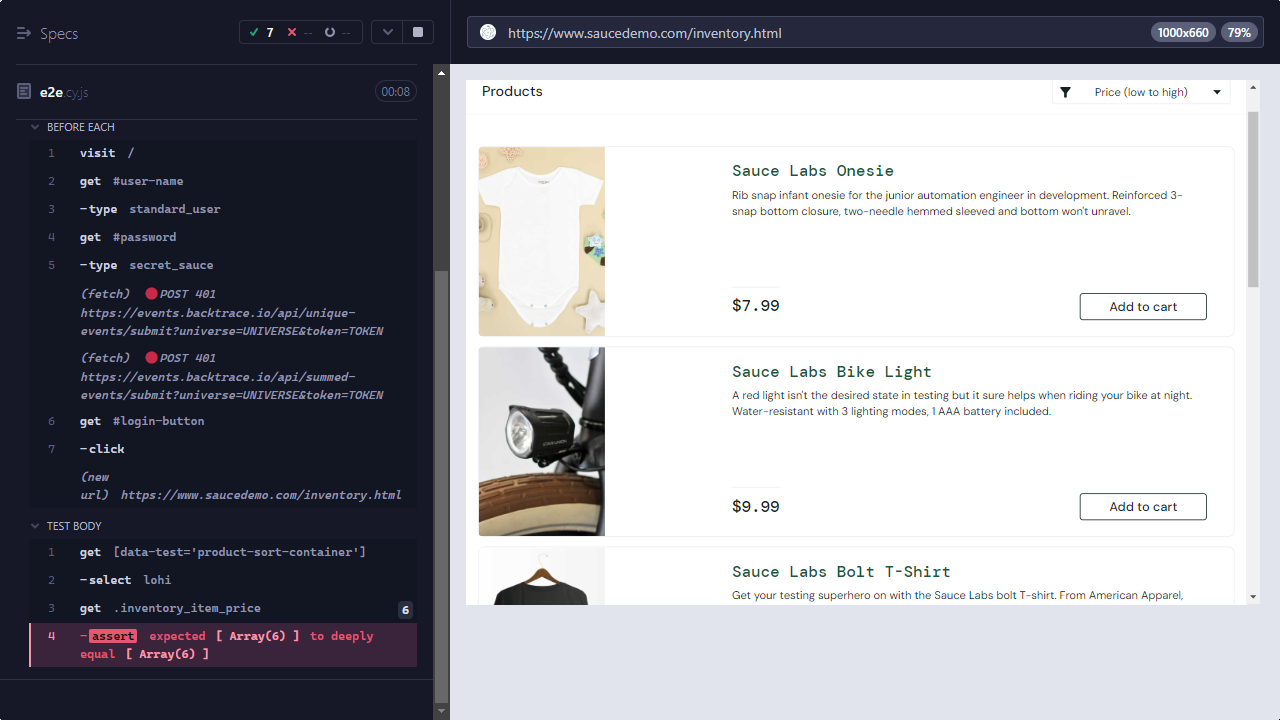 Specs
7 -- --
e2e.cy.js 00:08
BEFORE EACH
1 visit /
2 get #user-name
3 -type standard_user
4 get #password
5 -type secret_sauce
(fetch) POST 401
https://events.backtrace.io/api/unique-
events/submit?universe=UNIVERSE&token=TOKEN
(fetch) POST 401
https://events.backtrace.io/api/summed-
events/submit?universe=UNIVERSE&token=TOKEN
6 get #login-button
7 -click
(new
url) https://www.saucedemo.com/inventory.html
TEST BODY
1 get [data-test='product-sort-container']
2 -select lohi
3 get .inventory_item_price 6
4 -assert expected [ Array(6) ] to deeply
equal [ Array(6) ]
https://www.saucedemo.com/inventory.html 1000x660 79%
Products Price (low to high)
Sauce Labs Onesie
Rib snap infant onesie for the junior automation engineer in development. Reinforced 3-
snap bottom closure, two-needle hemmed sleeved and bottom won't unravel.
$7.99 Add to cart
Sauce Labs Bike Light
A red light isn't the desired state in testing but it sure helps when riding your bike at night.
Water-resistant with 3 lighting modes, 1 AAA battery included.
$9.99 Add to cart
Sauce Labs Bolt T-Shirt
Get your testing superhero on with the Sauce Labs bolt T-shirt. From American Apparel,